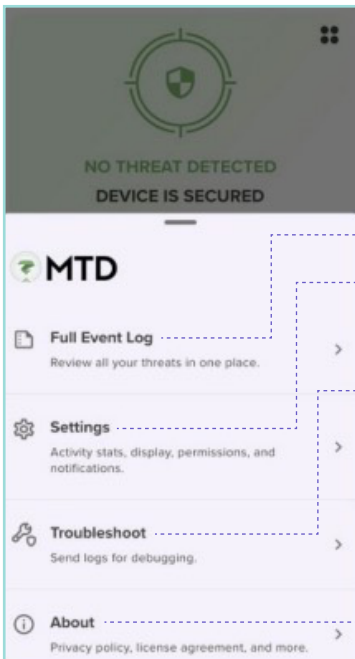 NO THREAT DETECTED
DEVICE IS SECURED
MTD
Full Event Log
Review all your threats in one place.
Settings
Activity stats, display, permissions, and
notifications.
Troubleshoot
Send logs for debugging.
About
Privacy policy, license agreement, and more.